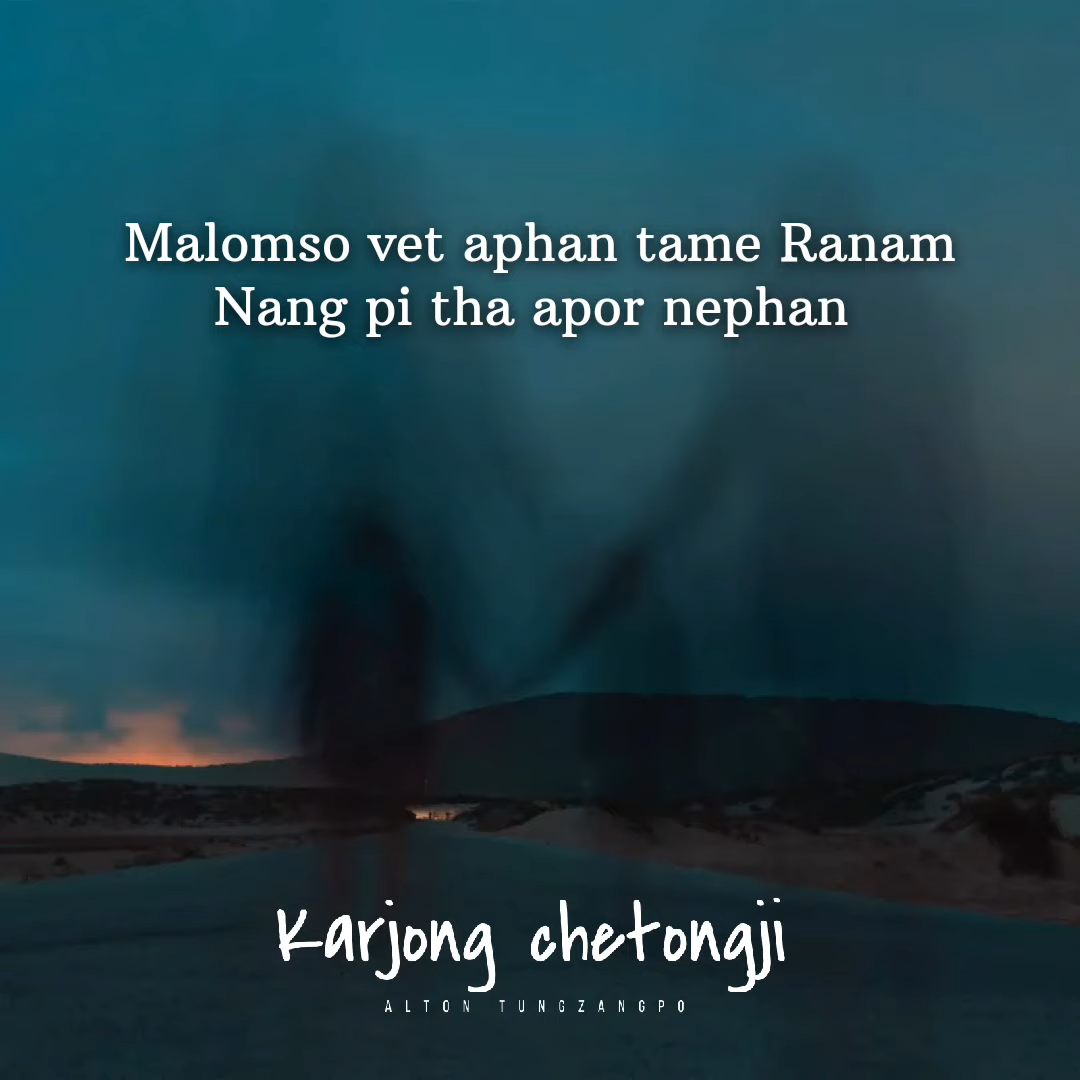 Malomso vet aphan tame Ranam
Nang pi tha apor nephan
Karjong chetongji
ALTON TUNGZANGPO